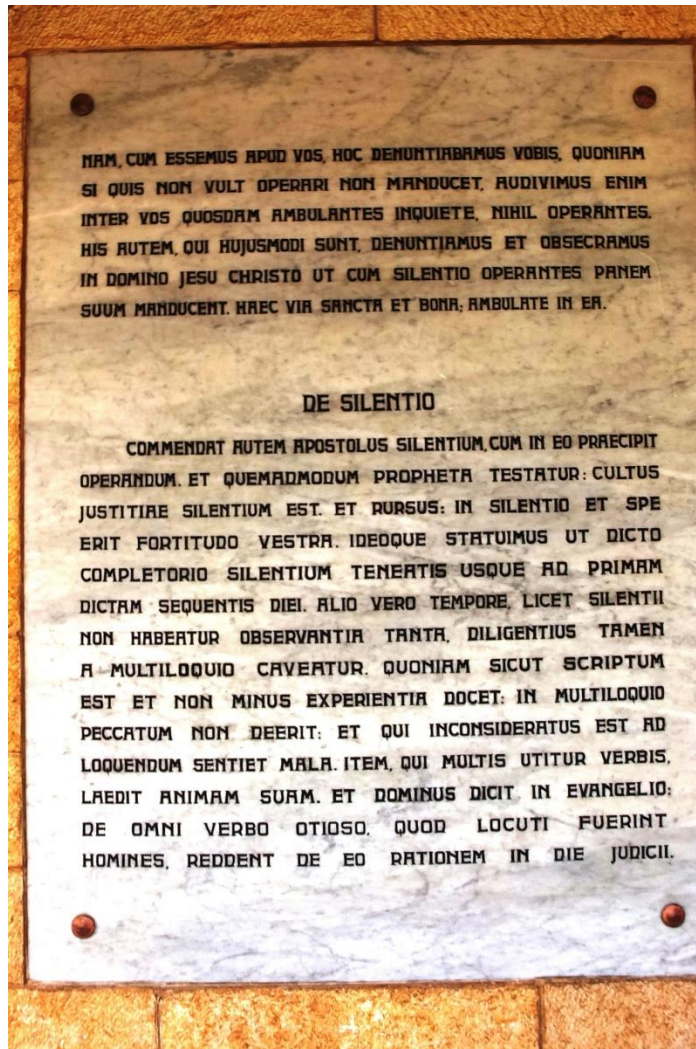 NAM, CUM ESSEMUS APUD VOS, HOC DENUNTIABAMUS VOBIS, QUONIAM
SI QUIS NON VULT OPERARI NON MANDUCET. AUDIVIMUS ENIM
INTER VOS QUOSDAM AMBULANTES INQUIETE, NIHIL OPERANTES.
HIS AUTEM, QUI HUJUSMODI SUNT, DENUNTIAMUS ET OBSECRAMUS
IN DOMINO JESU CHRISTO UT CUM SILENTIO OPERANTES PANEM
SUUM MANDUCENT. HAEC VIA SANCTA ET BONA; AMBULATE IN EA.
DE SILENTIO
COMMENDAT AUTEM APOSTOLUS SILENTIUM, CUM IN EO PRAECIPIT
OPERANDUM. ET QUEMADMODUM PROPHETA TESTATUR: CULTUS
JUSTITIAE SILENTIUM EST. ET RURSUS: IN SILENTIO ET SPE
ERIT FORTITUDO VESTRA. IDEOQUE STATUIMUS UT DICTO
COMPLETORIO SILENTIUM TENEATIS USQUE AD PRIMAM
DICTAM SEQUENTIS DIEI. ALIO VERO TEMPORE, LICET SILENTII
NON HABEATUR OBSERVANTIA TANTA, DILIGENTIUS TAMEN
A MULTILOQUIO CAVEATUR. QUONIAM SICUT SCRIPTUM
EST ET NON MINUS EXPERIENTIA DOCET: IN MULTILOQUIO
PECCATUM NON DEERIT: ET QUI INCONSIDERATUS EST AD
LOQUENDUM SENTIET MALA. ITEM, QUI MULTIS UTITUR VERBIS,
LAEDIT ANIMAM SUAM. ET DOMINUS DICIT IN EVANGELIO:
DE OMNI VERBO OTIOSO, QUOD LOCUTI FUERINT
HOMINES, REDDENT DE EO RATIONEM IN DIE JUDICII.